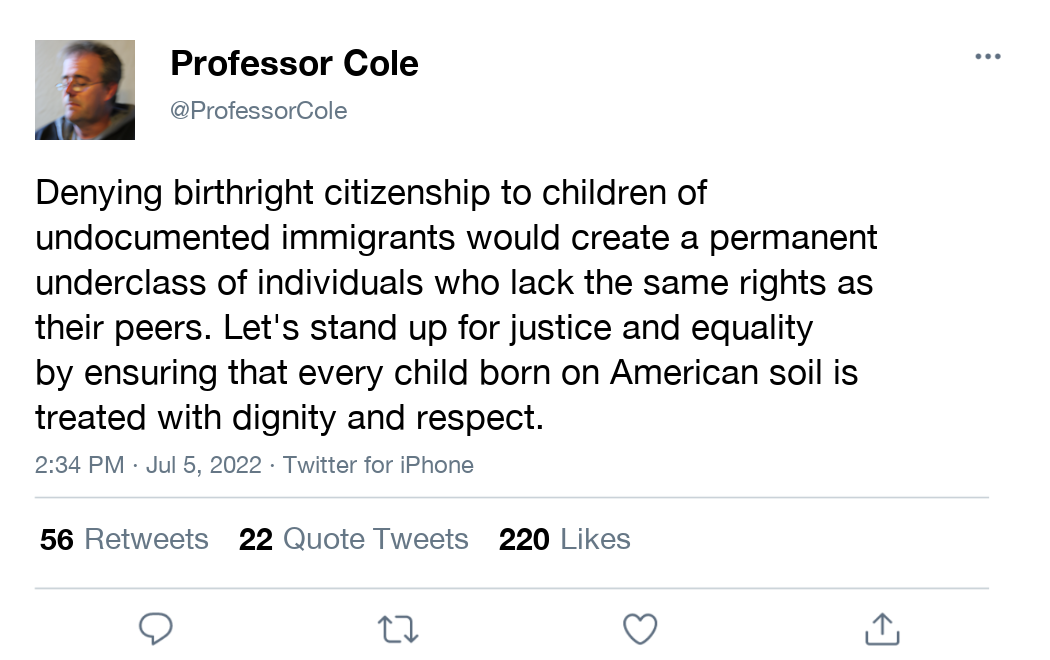 Professor Cole
@ProfessorCole
Denying birthright citizenship to children of
undocumented immigrants would create a permanent
underclass of individuals who lack the same rights as
their peers. Let's stand up for justice and equality
by ensuring that every child born on American soil is
treated with dignity and respect.
2:34 PM · Jul 5, 2022 · Twitter for iPhone
56 Retweets 22 Quote Tweets 220 Likes